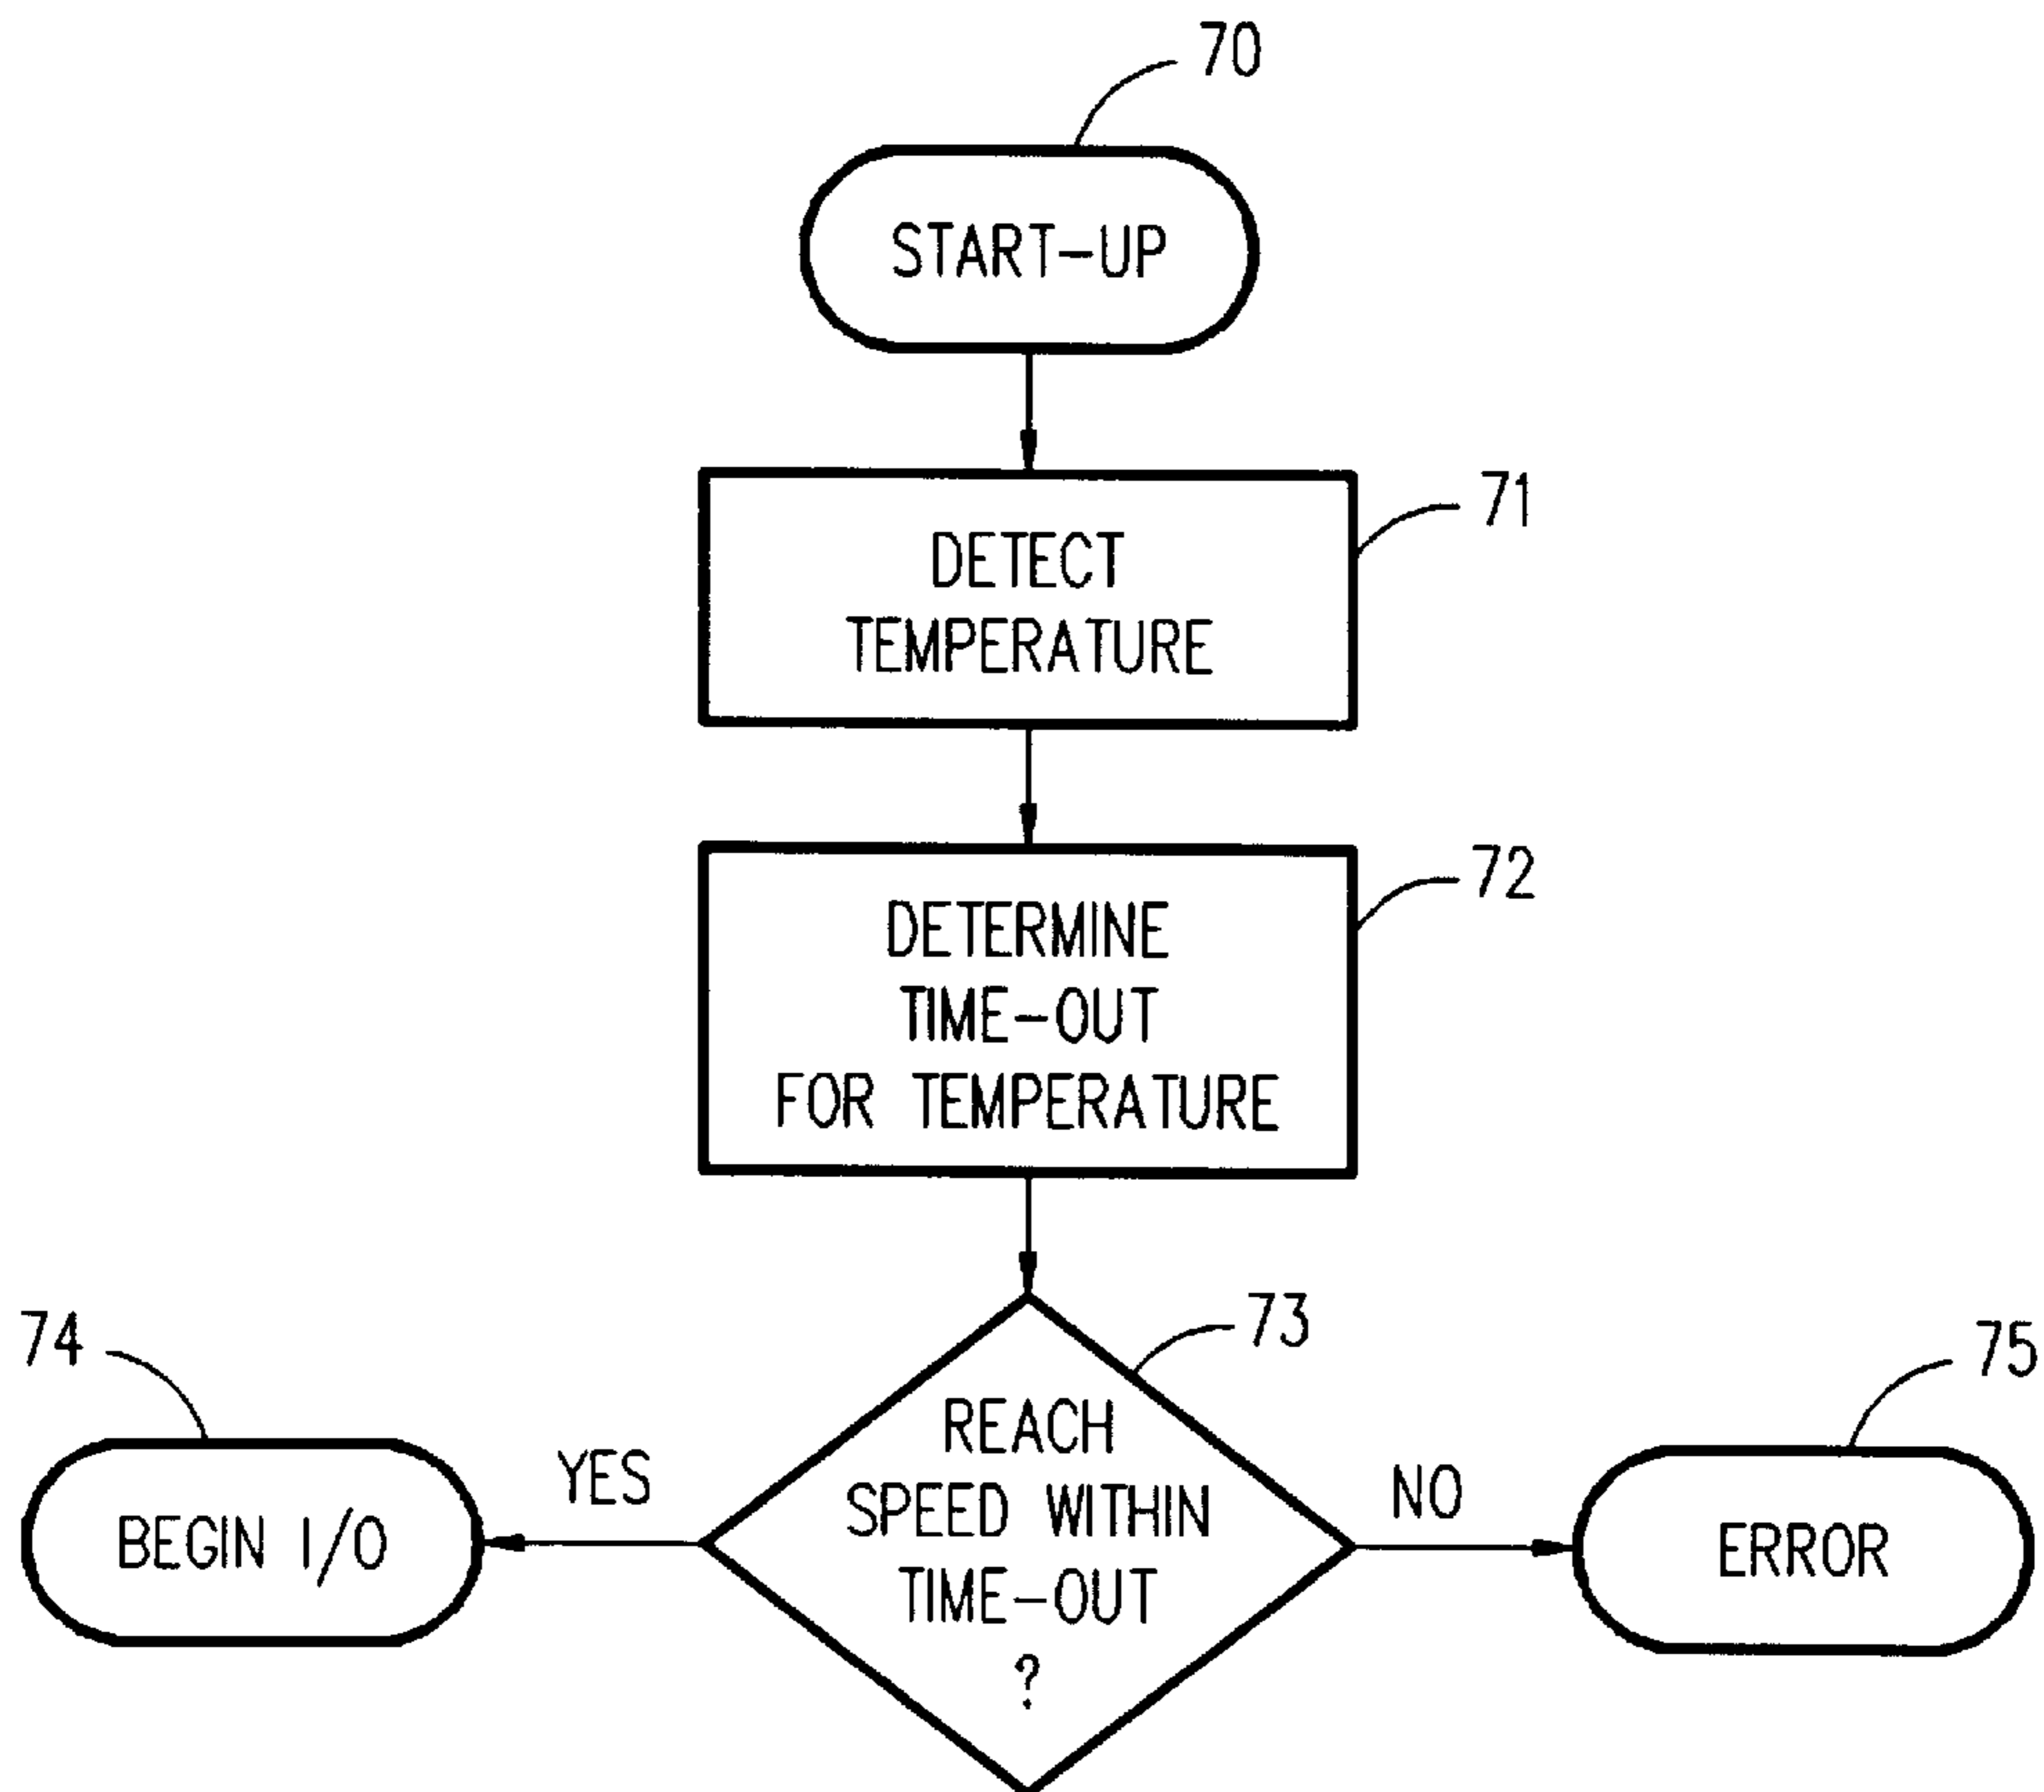 70
START-UP
71
DETECT
TEMPERATURE
72
DETERMINE
TIME-OUT
FOR TEMPERATURE
73
REACH
SPEED WITHIN
TIME-OUT
?
YES
74
BEGIN I/O
NO
75
ERROR